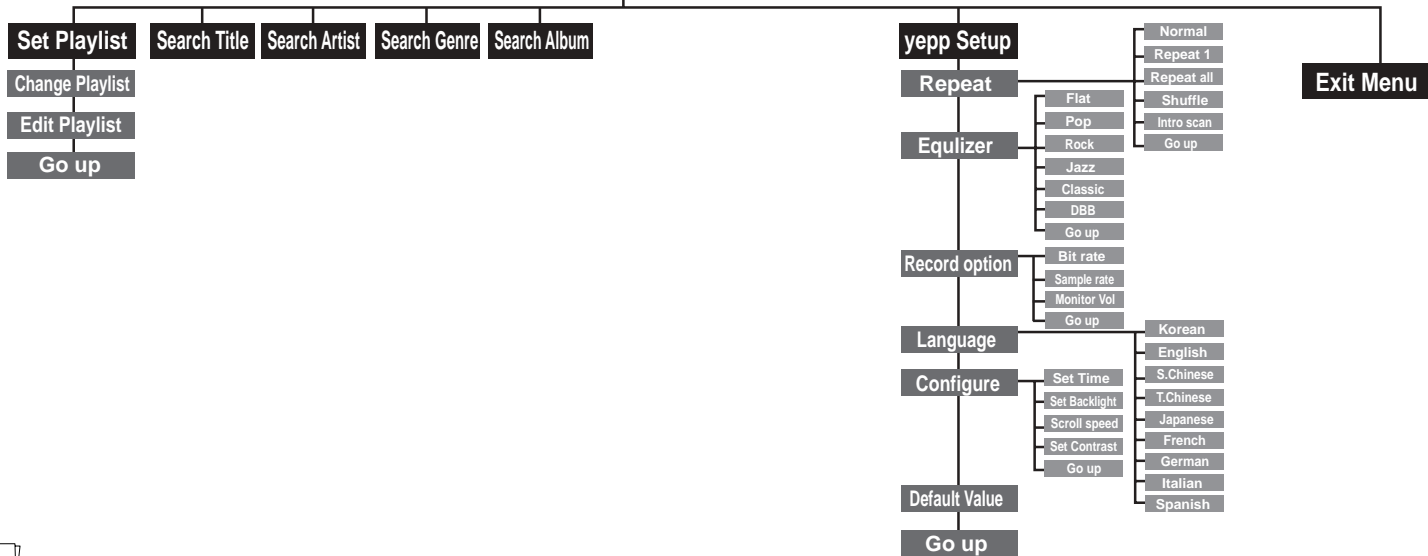 Set Playlist
Change Playlist
Edit Playlist
Go up
Search Title
Search Artist
Search Genre
Search Album
yepp Setup
Repeat
Normal
Repeat 1
Repeat all
Shuffle
Intro scan
Go up
Equlizer
Flat
Pop
Rock
Jazz
Classic
DBB
Go up
Record option
Bit rate
Sample rate
Monitor Vol
Go up
Language
Korean
English
S.Chinese
T.Chinese
Japanese
French
German
Italian
Spanish
Configure
Set Time
Set Backlight
Scroll speed
Set Contrast
Go up
Default Value
Go up
Exit Menu